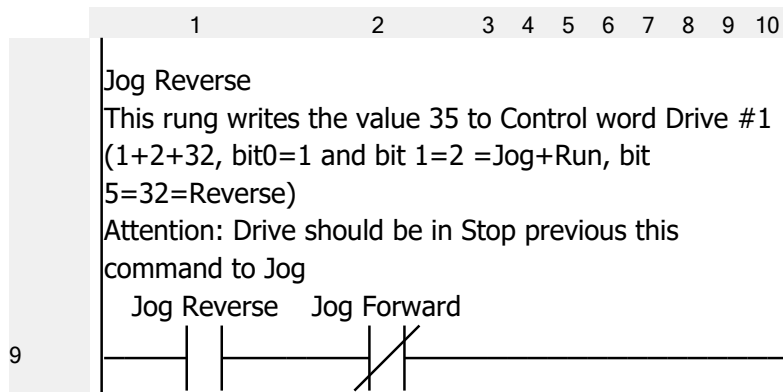 1 2 3 4 5 6 7 8 9 10
Jog Reverse
This rung writes the value 35 to Control word Drive #1
(1+2+32, bit0=1 and bit 1=2 =Jog+Run, bit
5=32=Reverse)
Attention: Drive should be in Stop previous this
command to Jog
Jog Reverse Jog Forward
9